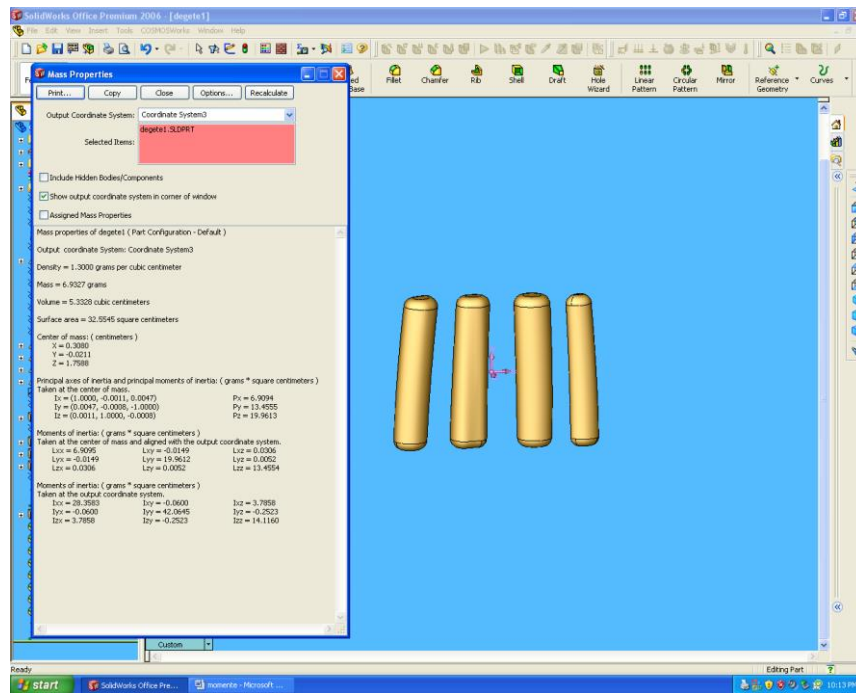 SolidWorks Office Premium 2006 - [degete1]
File Edit View Insert Tools COSMOSWorks Window Help
Fillet Chamfer Rib Shell Draft Hole Wizard Linear Pattern Circular Pattern Mirror Reference Geometry Curves
Mass Properties
Print... Copy Close Options... Recalculate
Output Coordinate System: Coordinate System3
degete1.SLDPRT
Selected Items:
Include Hidden Bodies/Components
Show output coordinate system in corner of window
Assigned Mass Properties
Mass properties of degete1 ( Part Configuration - Default )
Output coordinate System: Coordinate System3
Density = 1.3000 grams per cubic centimeter
Mass = 6.9327 grams
Volume = 5.3328 cubic centimeters
Surface area = 32.5545 square centimeters
Center of mass: ( centimeters )
X = 0.3080
Y = -0.0211
Z = 1.7588
Principal axes of inertia and principal moments of inertia: ( grams * square centimeters )
Taken at the center of mass.
Ix = (1.0000, -0.0011, 0.0047) Px = 6.9094
Iy = (0.0047, -0.0008, -1.0000) Py = 13.4555
Iz = (0.0011, 1.0000, -0.0008) Pz = 19.9613
Moments of inertia: ( grams * square centimeters )
Taken at the center of mass and aligned with the output coordinate system.
Lxx = 6.9095 Lxy = -0.0149 Lxz = 0.0306
Lyx = -0.0149 Lyy = 19.9612 Lyz = 0.0052
Lzx = 0.0306 Lzy = 0.0052 Lzz = 13.4554
Moments of inertia: ( grams * square centimeters )
Taken at the output coordinate system.
Ixx = 28.3583 Ixy = -0.0600 Ixz = 3.7858
Iyx = -0.0600 Iyy = 42.0645 Iyz = -0.2523
Izx = 3.7858 Izy = -0.2523 Izz = 14.1160
Custom
Ready Editing Part
start SolidWorks Office Pre... momente - Microsoft ... 10:13 PM